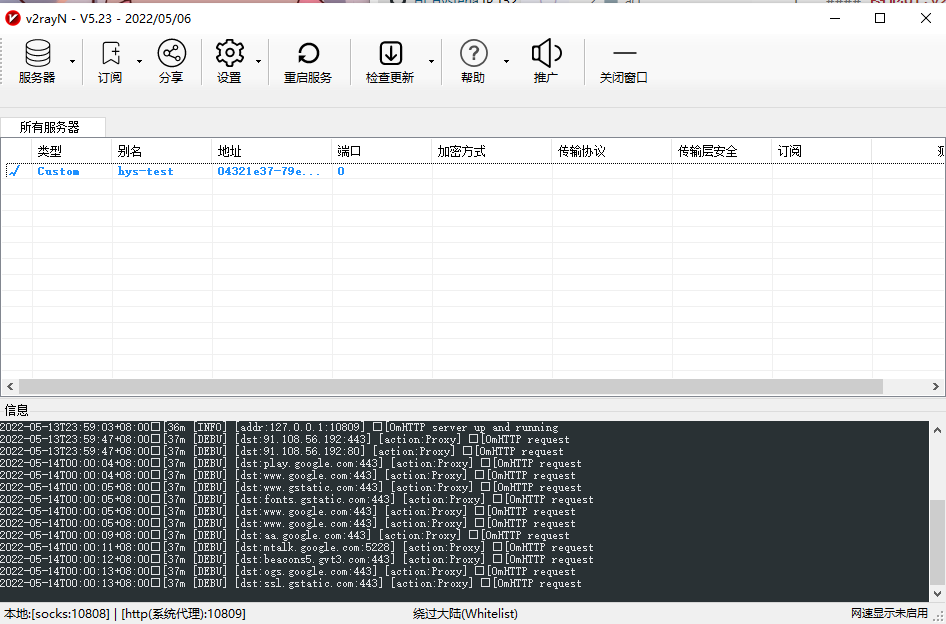 v2rayN - V5.23 - 2022/05/06
服务器 订阅 分享 设置 重启服务 检查更新 帮助 推广 关闭窗口
所有服务器
类型 别名 地址 端口 加密方式 传输协议 传输层安全 订阅
Custom hys-test 04321e37-79e... 0
信息
2022-05-13T23:59:03+08:00□[36m [INFO] [addr:127.0.0.1:10809] □[0mHTTP server up and running
2022-05-13T23:59:47+08:00□[37m [DEBU] [dst:91.108.56.192:443] [action:Proxy] □[0mHTTP request
2022-05-13T23:59:47+08:00□[37m [DEBU] [dst:91.108.56.192:80] [action:Proxy] □[0mHTTP request
2022-05-14T00:00:04+08:00□[37m [DEBU] [dst:play.google.com:443] [action:Proxy] □[0mHTTP request
2022-05-14T00:00:04+08:00□[37m [DEBU] [dst:www.google.com:443] [action:Proxy] □[0mHTTP request
2022-05-14T00:00:05+08:00□[37m [DEBU] [dst:www.gstatic.com:443] [action:Proxy] □[0mHTTP request
2022-05-14T00:00:05+08:00□[37m [DEBU] [dst:fonts.gstatic.com:443] [action:Proxy] □[0mHTTP request
2022-05-14T00:00:05+08:00□[37m [DEBU] [dst:www.google.com:443] [action:Proxy] □[0mHTTP request
2022-05-14T00:00:05+08:00□[37m [DEBU] [dst:www.google.com:443] [action:Proxy] □[0mHTTP request
2022-05-14T00:00:09+08:00□[37m [DEBU] [dst:aa.google.com:443] [action:Proxy] □[0mHTTP request
2022-05-14T00:00:11+08:00□[37m [DEBU] [dst:mtalk.google.com:5228] [action:Proxy] □[0mHTTP request
2022-05-14T00:00:12+08:00□[37m [DEBU] [dst:beacons5.gvt3.com:443] [action:Proxy] □[0mHTTP request
2022-05-14T00:00:13+08:00□[37m [DEBU] [dst:ogs.google.com:443] [action:Proxy] □[0mHTTP request
2022-05-14T00:00:13+08:00□[37m [DEBU] [dst:ssl.gstatic.com:443] [action:Proxy] □[0mHTTP request
本地:[socks:10808] | [http(系统代理):10809] 绕过大陆(Whitelist) 网速显示未启用